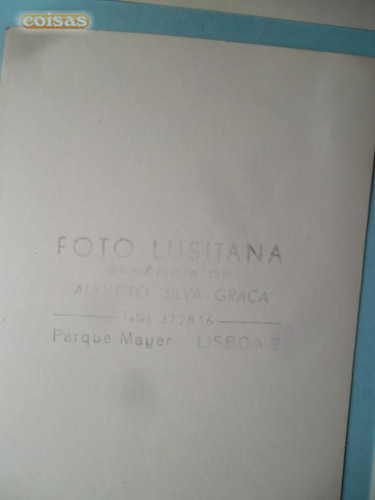 coisas
FOTO LUSITANA
GERÊNCIA DE
AUGUSTO SILVA GRAÇA
Telef. 32 28 16
Parque Mayer LISBOA-2